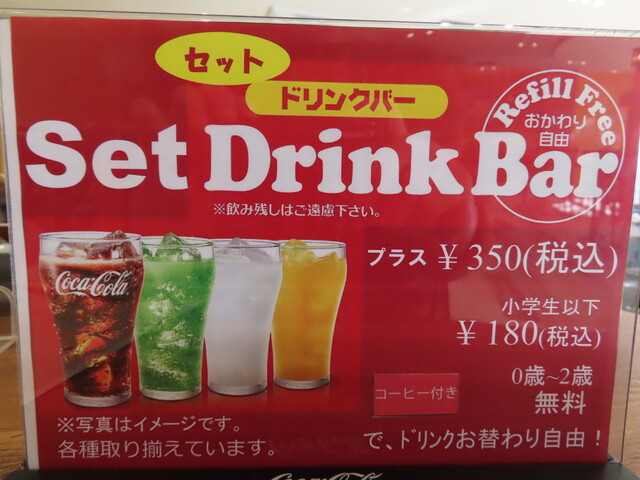 セット
ドリンクバー
Refill Free
おかわり
自由
Set Drink Bar
※飲み残しはご遠慮下さい。
プラス ¥350(税込)
Coca-Cola
小学生以下
¥180(税込)
0歳~2歳
コーヒー付き
無料
※写真はイメージです。
各種取り揃えています。
で、ドリンクお替わり自由!
Coca-Cola